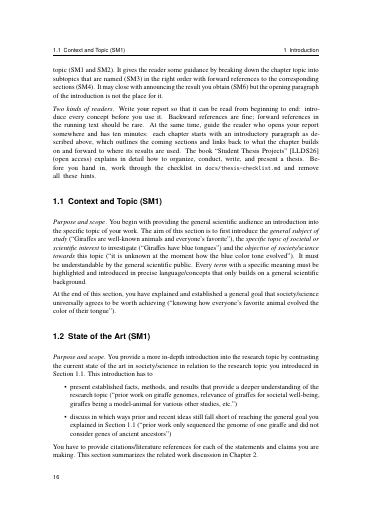 1.1 Context and Topic (SM1) 1 Introduction
topic (SM1 and SM2). It gives the reader some guidance by breaking down the chapter topic into
subtopics that are named (SM3) in the right order with forward references to the corresponding
sections (SM4). It may close with announcing the result you obtain (SM6) but the opening paragraph
of the introduction is not the place for it.
Two kinds of readers. Write your report so that it can be read from beginning to end: intro-
duce every concept before you use it. Backward references are fine; forward references in
the running text should be rare. At the same time, guide the reader who opens your report
somewhere and has ten minutes: each chapter starts with an introductory paragraph as de-
scribed above, which outlines the coming sections and links back to what the chapter builds
on and forward to where its results are used. The book “Student Thesis Projects” [LLDS26]
(open access) explains in detail how to organize, conduct, write, and present a thesis. Be-
fore you hand in, work through the checklist in docs/thesis-checklist.md and remove
all these hints.
1.1 Context and Topic (SM1)
Purpose and scope. You begin with providing the general scientific audience an introduction into
the specific topic of your work. The aim of this section is to first introduce the general subject of
study (“Giraffes are well-known animals and everyone’s favorite”), the specific topic of societal or
scientific interest to investigate (“Giraffes have blue tongues”) and the objective of society/science
towards this topic (“it is unknown at the moment how the blue color tone evolved”). It must
be understandable by the general scientific public. Every term with a specific meaning must be
highlighted and introduced in precise language/concepts that only builds on a general scientific
background.
At the end of this section, you have explained and established a general goal that society/science
universally agrees to be worth achieving (“knowing how everyone’s favorite animal evolved the
color of their tongue”).
1.2 State of the Art (SM1)
Purpose and scope. You provide a more in-depth introduction into the research topic by contrasting
the current state of the art in society/science in relation to the research topic you introduced in
Section 1.1. This introduction has to
• present established facts, methods, and results that provide a deeper understanding of the
research topic (“prior work on giraffe genomes, relevance of giraffes for societal well-being,
giraffes being a model-animal for various other studies, etc.”)
• discuss in which ways prior and recent ideas still fall short of reaching the general goal you
explained in Section 1.1 (“prior work only sequenced the genome of one giraffe and did not
consider genes of ancient ancestors”)
You have to provide citations/literature references for each of the statements and claims you are
making. This section summarizes the related work discussion in Chapter 2.
16